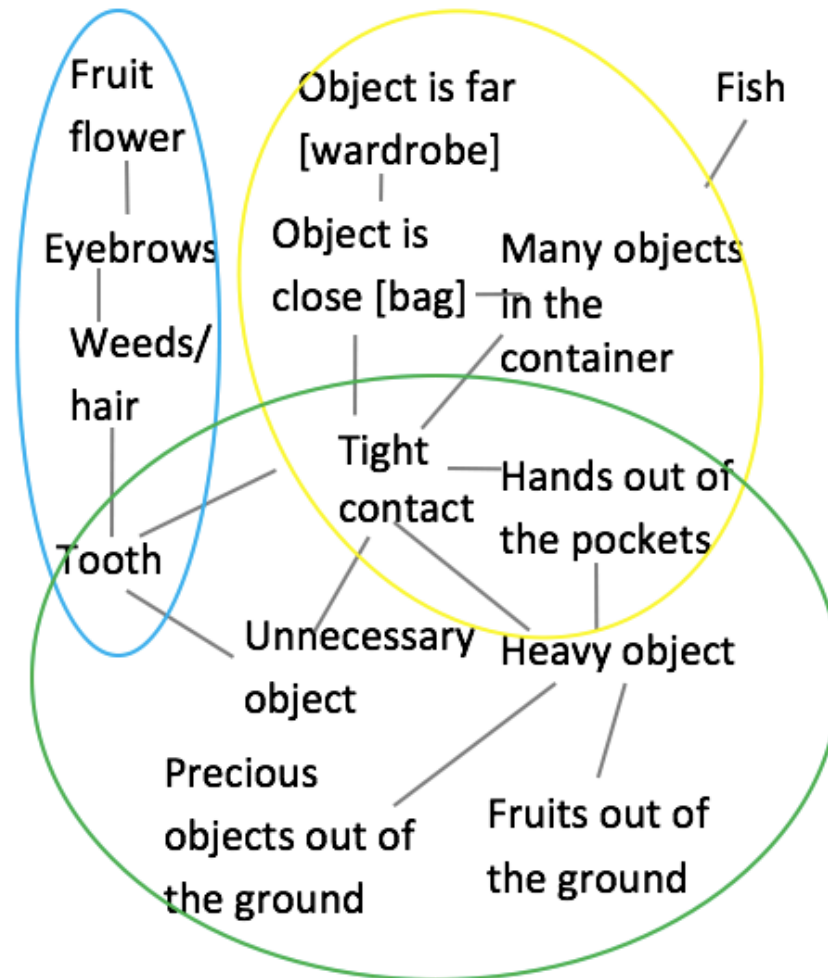 Fruit
flower
Eyebrows
Weeds/
hair
Tooth
Object is far
[wardrobe]
Object is
close [bag]
Many objects
in the
container
Fish
Tight
contact
Hands out of
the pockets
Unnecessary
object
Heavy object
Precious
objects out of
the ground
Fruits out of
the ground